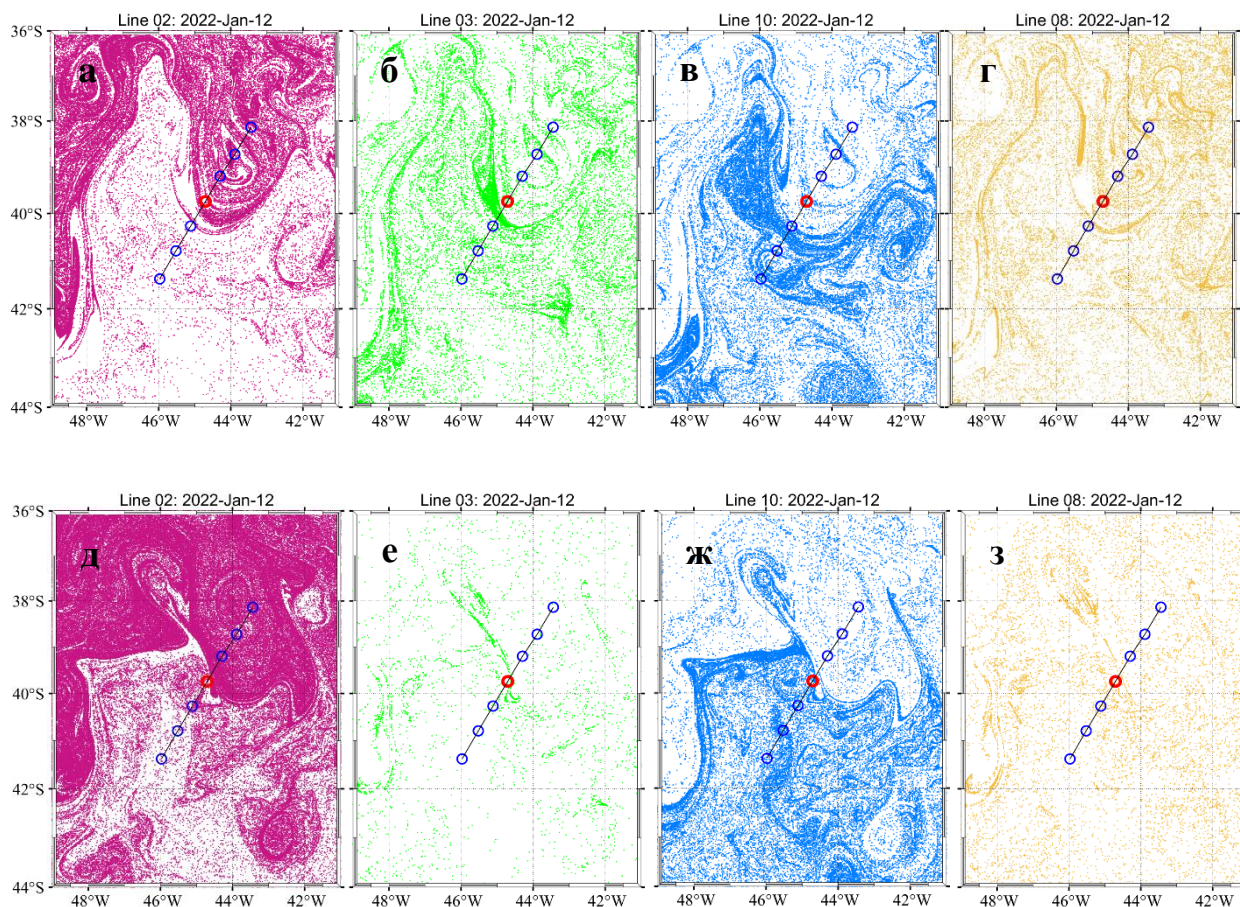 Line 02: 2022-Jan-12 Line 03: 2022-Jan-12 Line 10: 2022-Jan-12 Line 08: 2022-Jan-12
36°S
а б в г
38°S
40°S
42°S
44°S
48°W 46°W 44°W 42°W 48°W 46°W 44°W 42°W 48°W 46°W 44°W 42°W 48°W 46°W 44°W 42°W
Line 02: 2022-Jan-12 Line 03: 2022-Jan-12 Line 10: 2022-Jan-12 Line 08: 2022-Jan-12
36°S
д е ж з
38°S
40°S
42°S
44°S
48°W 46°W 44°W 42°W 48°W 46°W 44°W 42°W 48°W 46°W 44°W 42°W 48°W 46°W 44°W 42°W